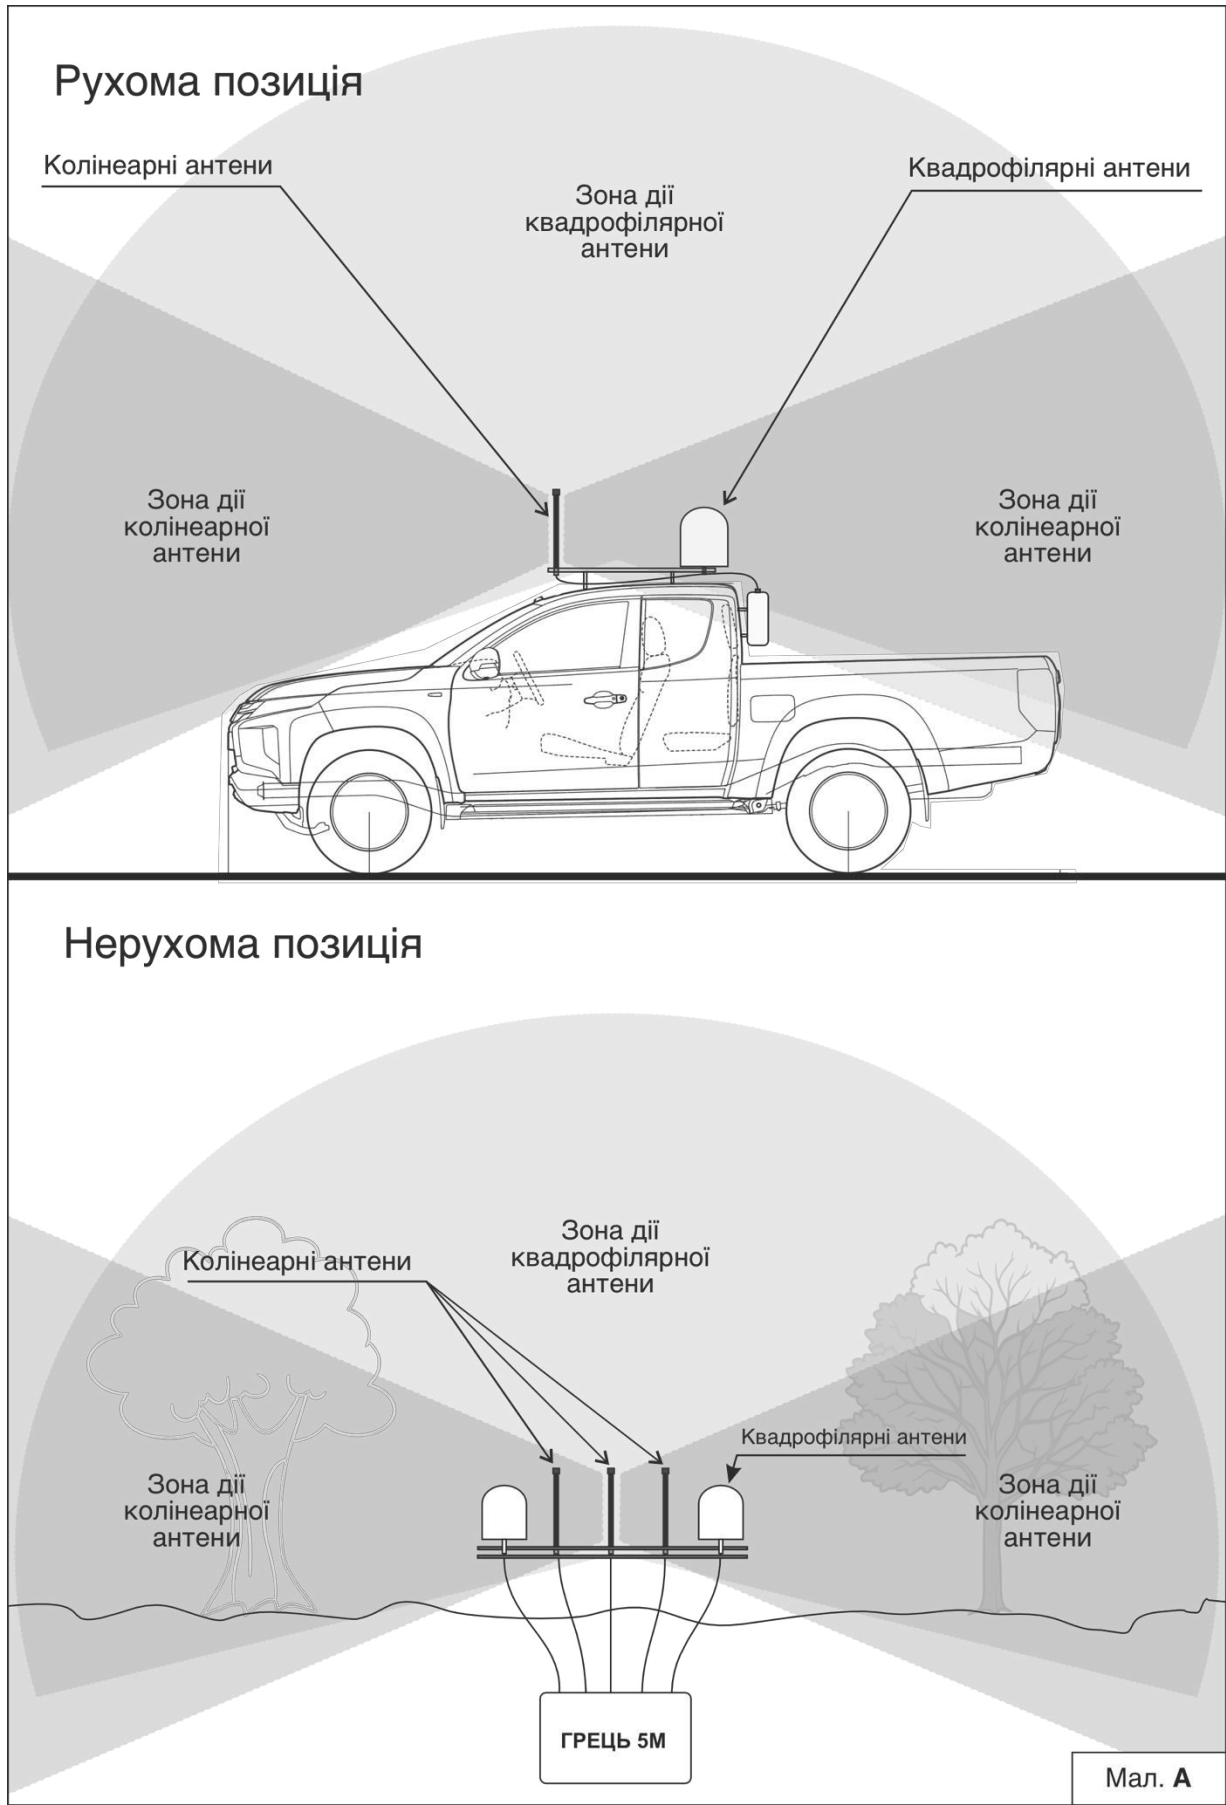 Рухома позиція
Колінеарні антени
Квадрофілярні антени
Зона дії
квадрофілярної
антени
Зона дії
колінеарної
антени
Зона дії
колінеарної
антени
Нерухома позиція
Зона дії
квадрофілярної
антени
Колінеарні антени
Квадрофілярні антени
Зона дії
колінеарної
антени
Зона дії
колінеарної
антени
ГРЕЦЬ 5М
Мал. А